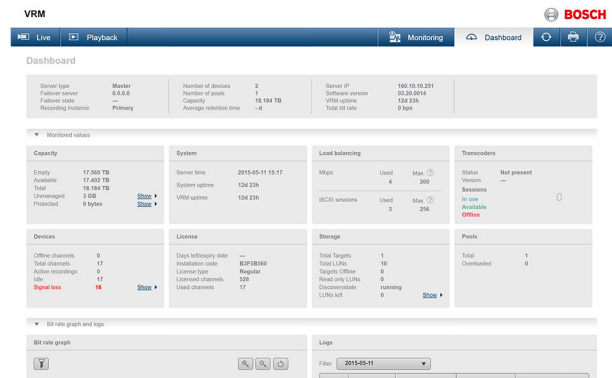 VRM
BOSCH
Live
Playback
Monitoring
Dashboard
Dashboard
Server type Master
Failover server 0.0.0.0
Failover state ---
Recording Instance Primary
Number of devices 2
Number of pools 1
Capacity 18.184 TB
Average retention time - d
Server IP 160.10.10.251
Software version 03.20.0014
VRM uptime 12d 23h
Total bit rate 0 bps
Monitored values
Capacity
Empty 17.560 TB
Available 17.402 TB
Total 18.184 TB
Unmanaged 3 GB Show
Protected 0 bytes Show
System
Server time 2015-05-11 15:17
System uptime 12d 23h
VRM uptime 12d 23h
Load balancing
Mbps Used Max.
4 200
iSCSI sessions Used Max
3 256
Transcoders
Status Not present
Version ---
Sessions
In use
Available
Offline
0
Devices
Offline channels 0
Total channels 17
Active recordings 0
Idle 17
Signal loss 16 Show
License
Days left/expiry date ---
Installation code B3F5B560
License type Regular
Licensed channels 528
Used channels 17
Storage
Total Targets 1
Total LUNs 10
Targets Offline 0
Read only LUNs 0
Discoverystate running
LUNs left 0 Show
Pools
Total 1
Overloaded 0
Bit rate graph and logs
Bit rate graph
Logs
Filter 2015-05-11